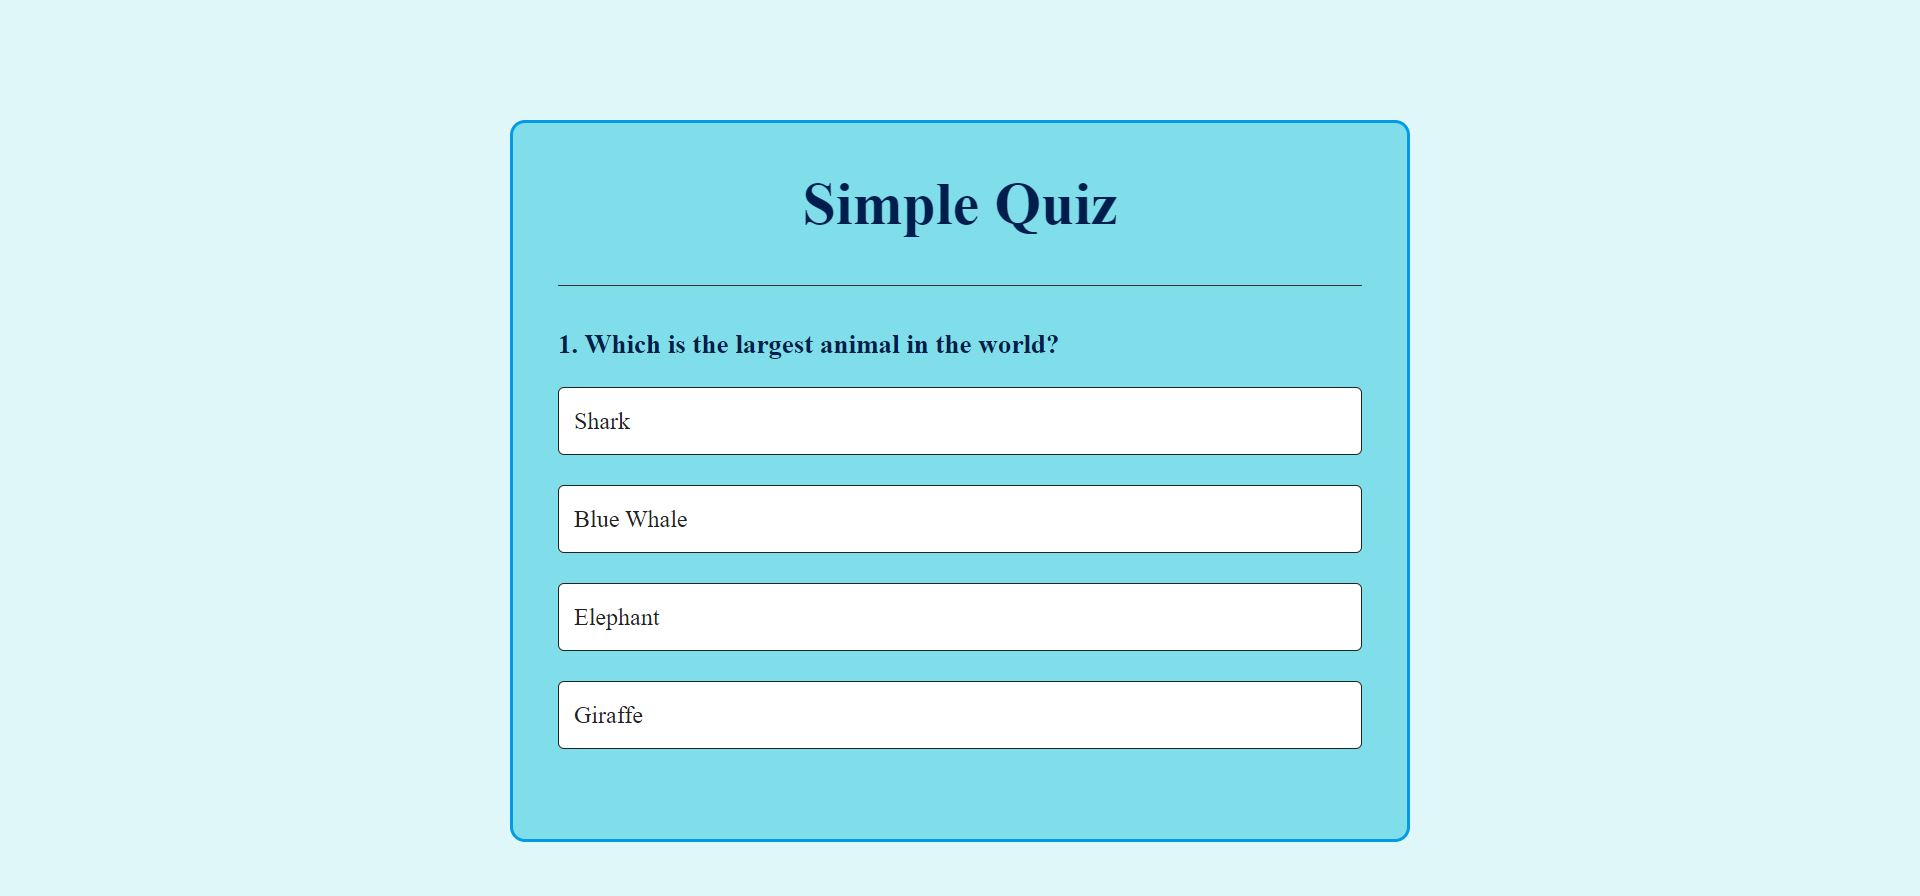 Simple Quiz
1. Which is the largest animal in the world?
Shark
Blue Whale
Elephant
Giraffe